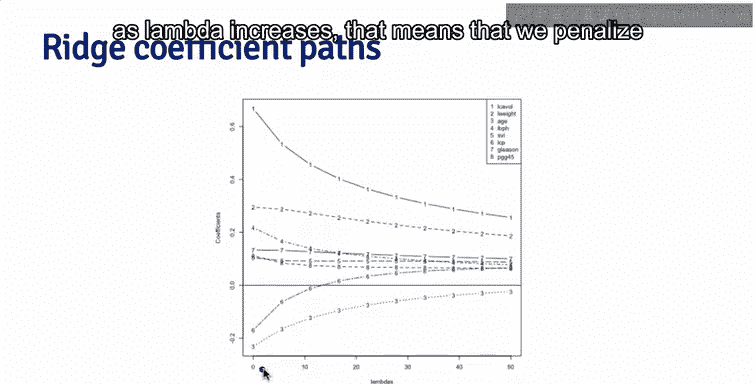 as lambda increases, that means that we penalize
Ridge coefficient paths
1 lcavol
2 lweight
3 age
4 lbph
5 svi
6 lcp
7 gleason
8 pgg45
Coefficients
0.6
0.4
0.2
0.0
-0.2
0 10 20 30 40 50
lambdas